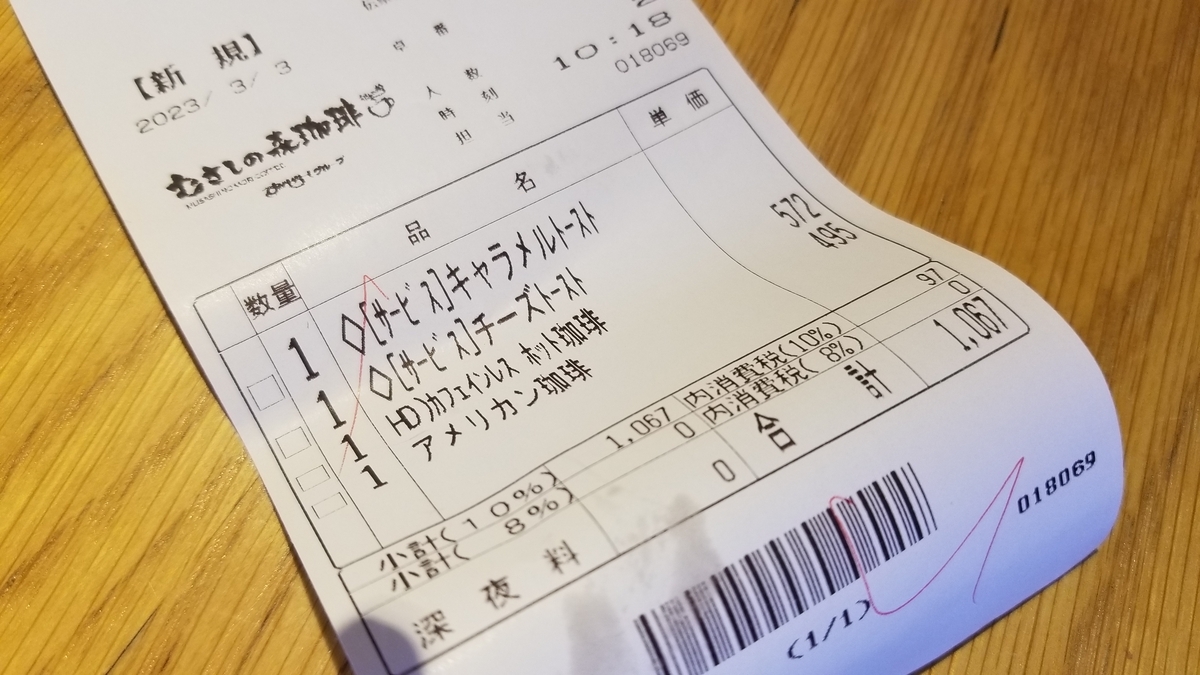 【新 規】
2023/ 3/ 3
むさしの森珈琲
卓 番
人 数
時 刻 10:18
担 当 018069
数量 品 名 単 価
1 ◇[サービス]キャラメルトースト
1 ◇[サービス]チーズトースト
1 HD)カフェインレス ホット珈琲 572
1 アメリカン珈琲 495
小計(10%) 1,067 内消費税(10%) 97
小計( 8%) 0 内消費税( 8%) 0
深 夜 料 0 合 計 1,067
018069
(1/1)